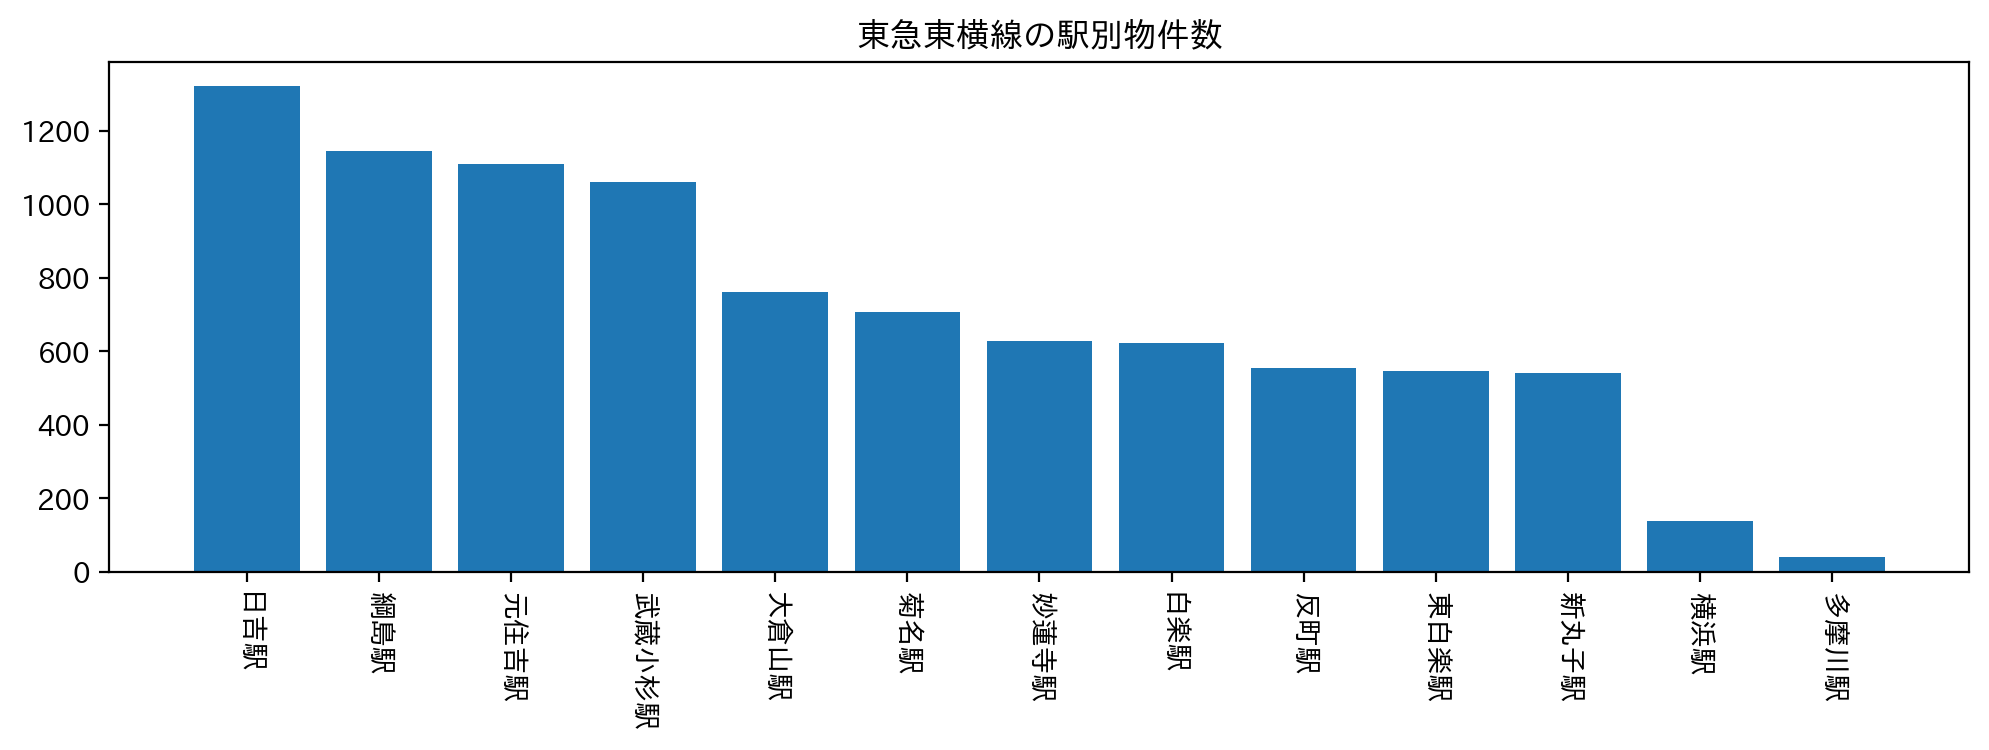 東急東横線の駅別物件数
1200
1000
800
600
400
200
0
日吉駅
綱島駅
元住吉駅
武蔵小杉駅
大倉山駅
菊名駅
妙蓮寺駅
白楽駅
反町駅
東白楽駅
新丸子駅
横浜駅
多摩川駅